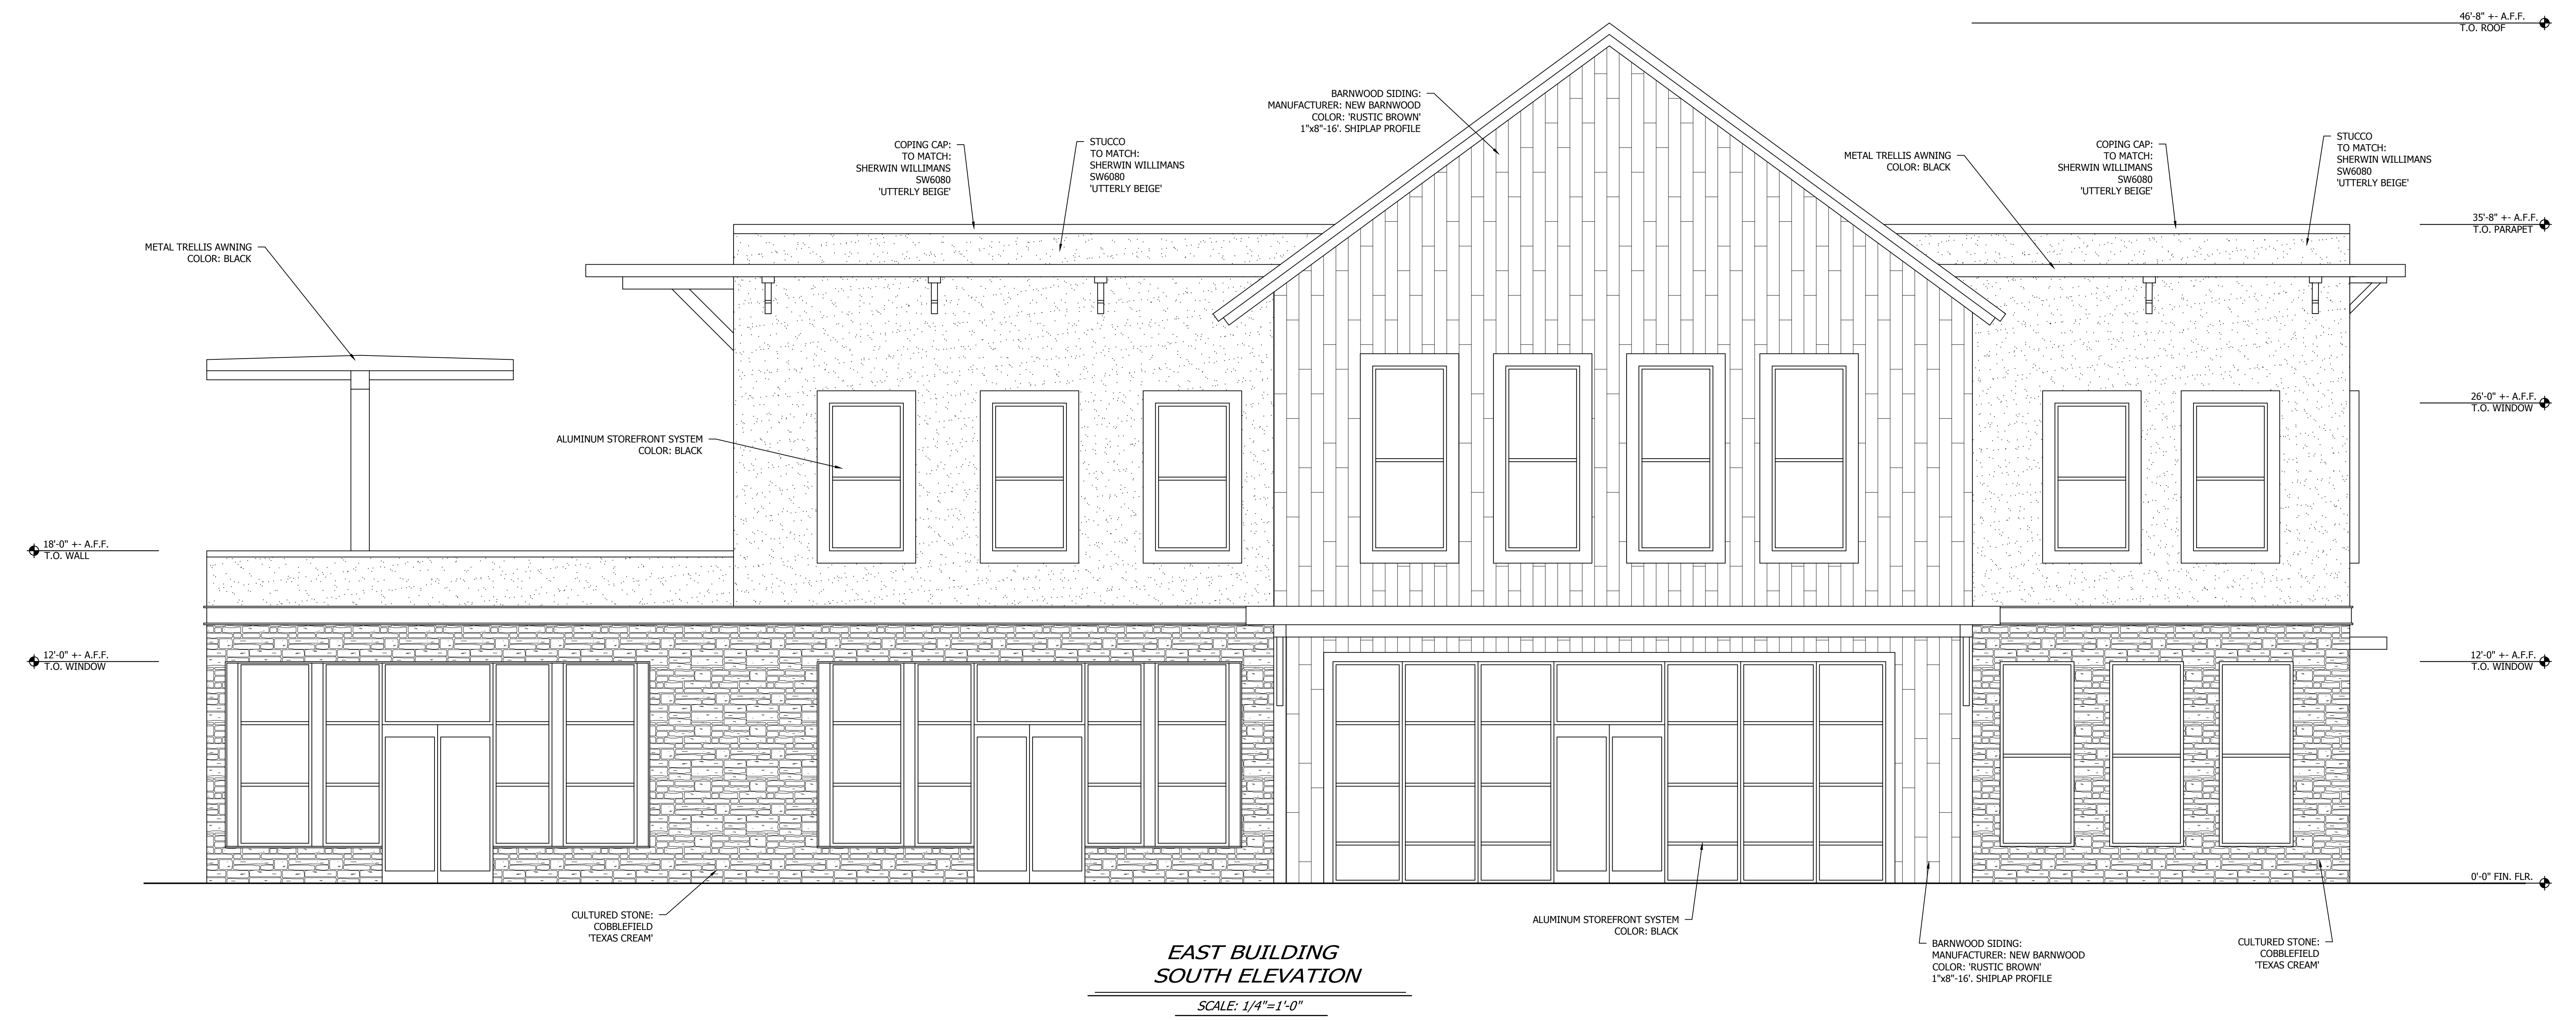 46'-8" +- A.F.F.
T.O. ROOF
BARNWOOD SIDING:
MANUFACTURER: NEW BARNWOOD
COLOR: 'RUSTIC BROWN'
1"x8"-16'. SHIPLAP PROFILE
COPING CAP:
TO MATCH:
SHERWIN WILLIMANS
SW6080
'UTTERLY BEIGE'
STUCCO
TO MATCH:
SHERWIN WILLIMANS
SW6080
'UTTERLY BEIGE'
METAL TRELLIS AWNING
COLOR: BLACK
COPING CAP:
TO MATCH:
SHERWIN WILLIMANS
SW6080
'UTTERLY BEIGE'
STUCCO
TO MATCH:
SHERWIN WILLIMANS
SW6080
'UTTERLY BEIGE'
35'-8" +- A.F.F.
T.O. PARAPET
METAL TRELLIS AWNING
COLOR: BLACK
26'-0" +- A.F.F.
T.O. WINDOW
ALUMINUM STOREFRONT SYSTEM
COLOR: BLACK
18'-0" +- A.F.F.
T.O. WALL
12'-0" +- A.F.F.
T.O. WINDOW
12'-0" +- A.F.F.
T.O. WINDOW
0'-0" FIN. FLR.
CULTURED STONE:
COBBLEFIELD
'TEXAS CREAM'
ALUMINUM STOREFRONT SYSTEM
COLOR: BLACK
BARNWOOD SIDING:
MANUFACTURER: NEW BARNWOOD
COLOR: 'RUSTIC BROWN'
1"x8"-16'. SHIPLAP PROFILE
CULTURED STONE:
COBBLEFIELD
'TEXAS CREAM'
EAST BUILDING
SOUTH ELEVATION
SCALE: 1/4"=1'-0"